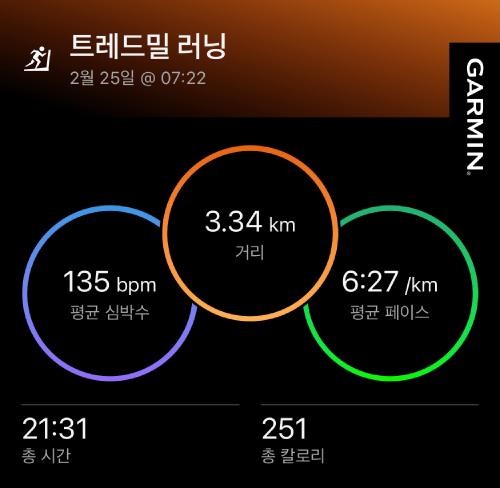 트레드밀 러닝
2월 25일 @ 07:22
GARMIN
3.34 km
거리
135 bpm
평균 심박수
6:27 /km
평균 페이스
21:31
총 시간
251
총 칼로리